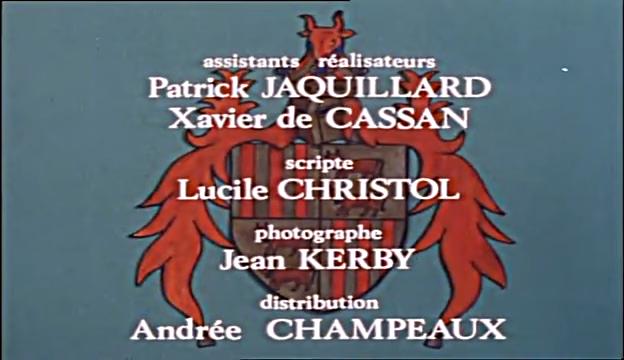 assistants réalisateurs
Patrick JAQUILLARD
Xavier de CASSAN
scripte
Lucile CHRISTOL
photographe
Jean KERBY
distribution
Andrée CHAMPEAUX